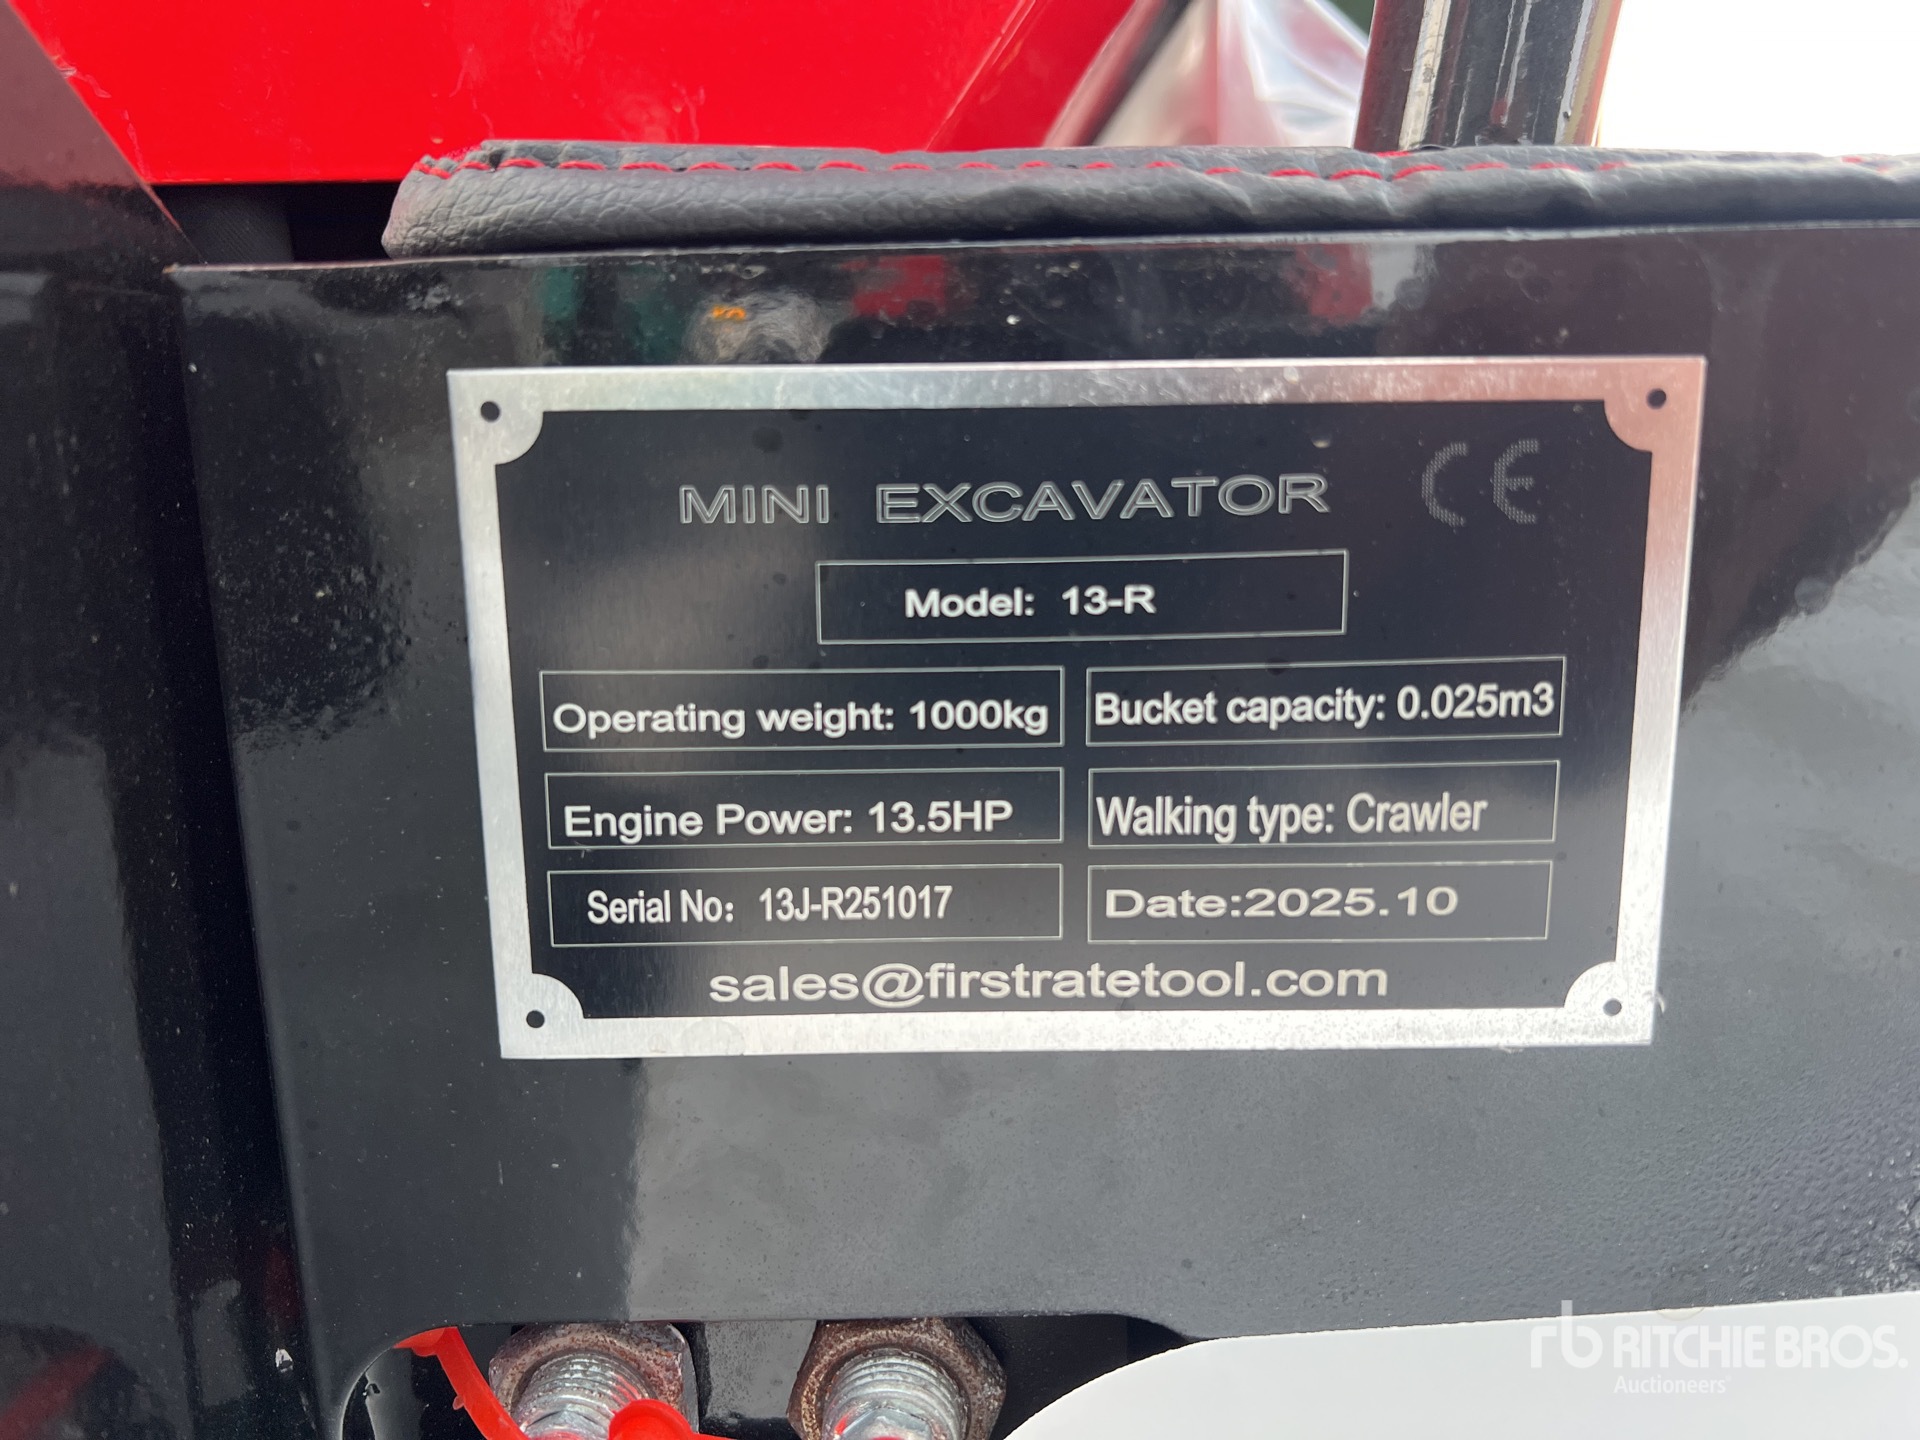 MINI EXCAVATOR CE
Model: 13-R
Operating weight: 1000kg Bucket capacity: 0.025m3
Engine Power: 13.5HP Walking type: Crawler
Serial No: 13J-R251017 Date:2025.10
sales@firstratetool.com
rb RITCHIE BROS.
Auctioneers